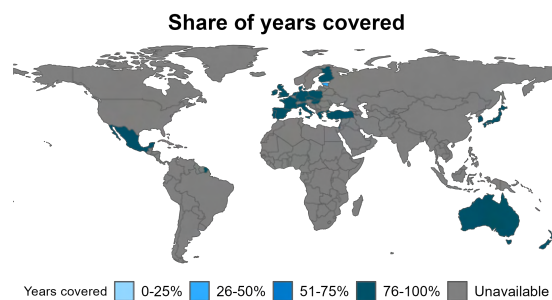 Share of years covered
Years covered 0-25% 26-50% 51-75% 76-100% Unavailable